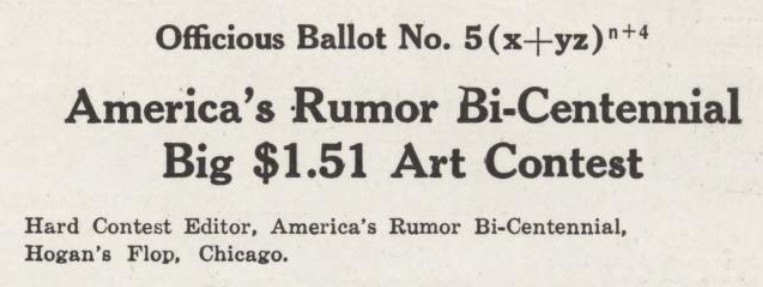 Officious Ballot No. 5(x+yz)ⁿ⁺⁴
America's Rumor Bi-Centennial
Big $1.51 Art Contest
Hard Contest Editor, America's Rumor Bi-Centennial,
Hogan's Flop, Chicago.